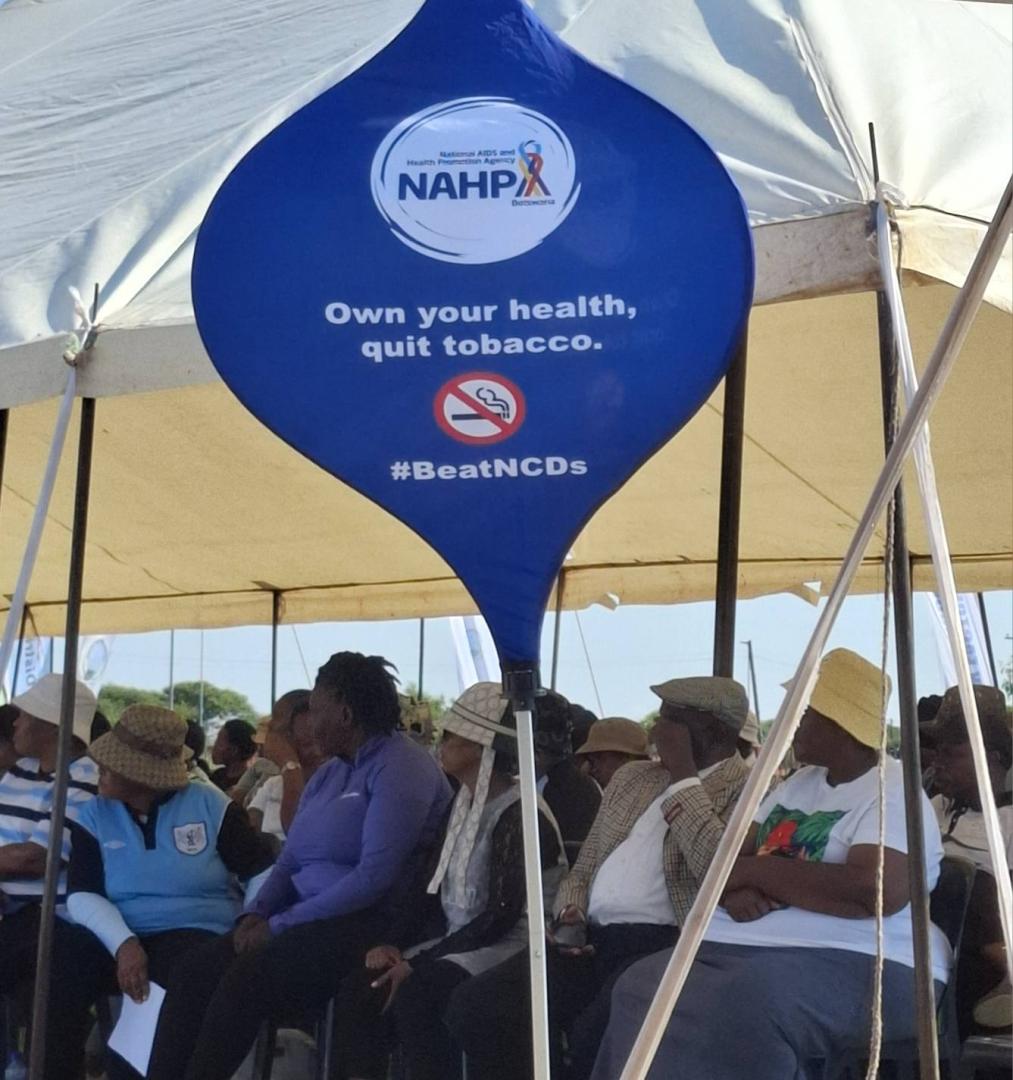 National AIDS and
Health Promotion Agency
NAHPA
Botswana
Own your health,
quit tobacco.
#BeatNCDs